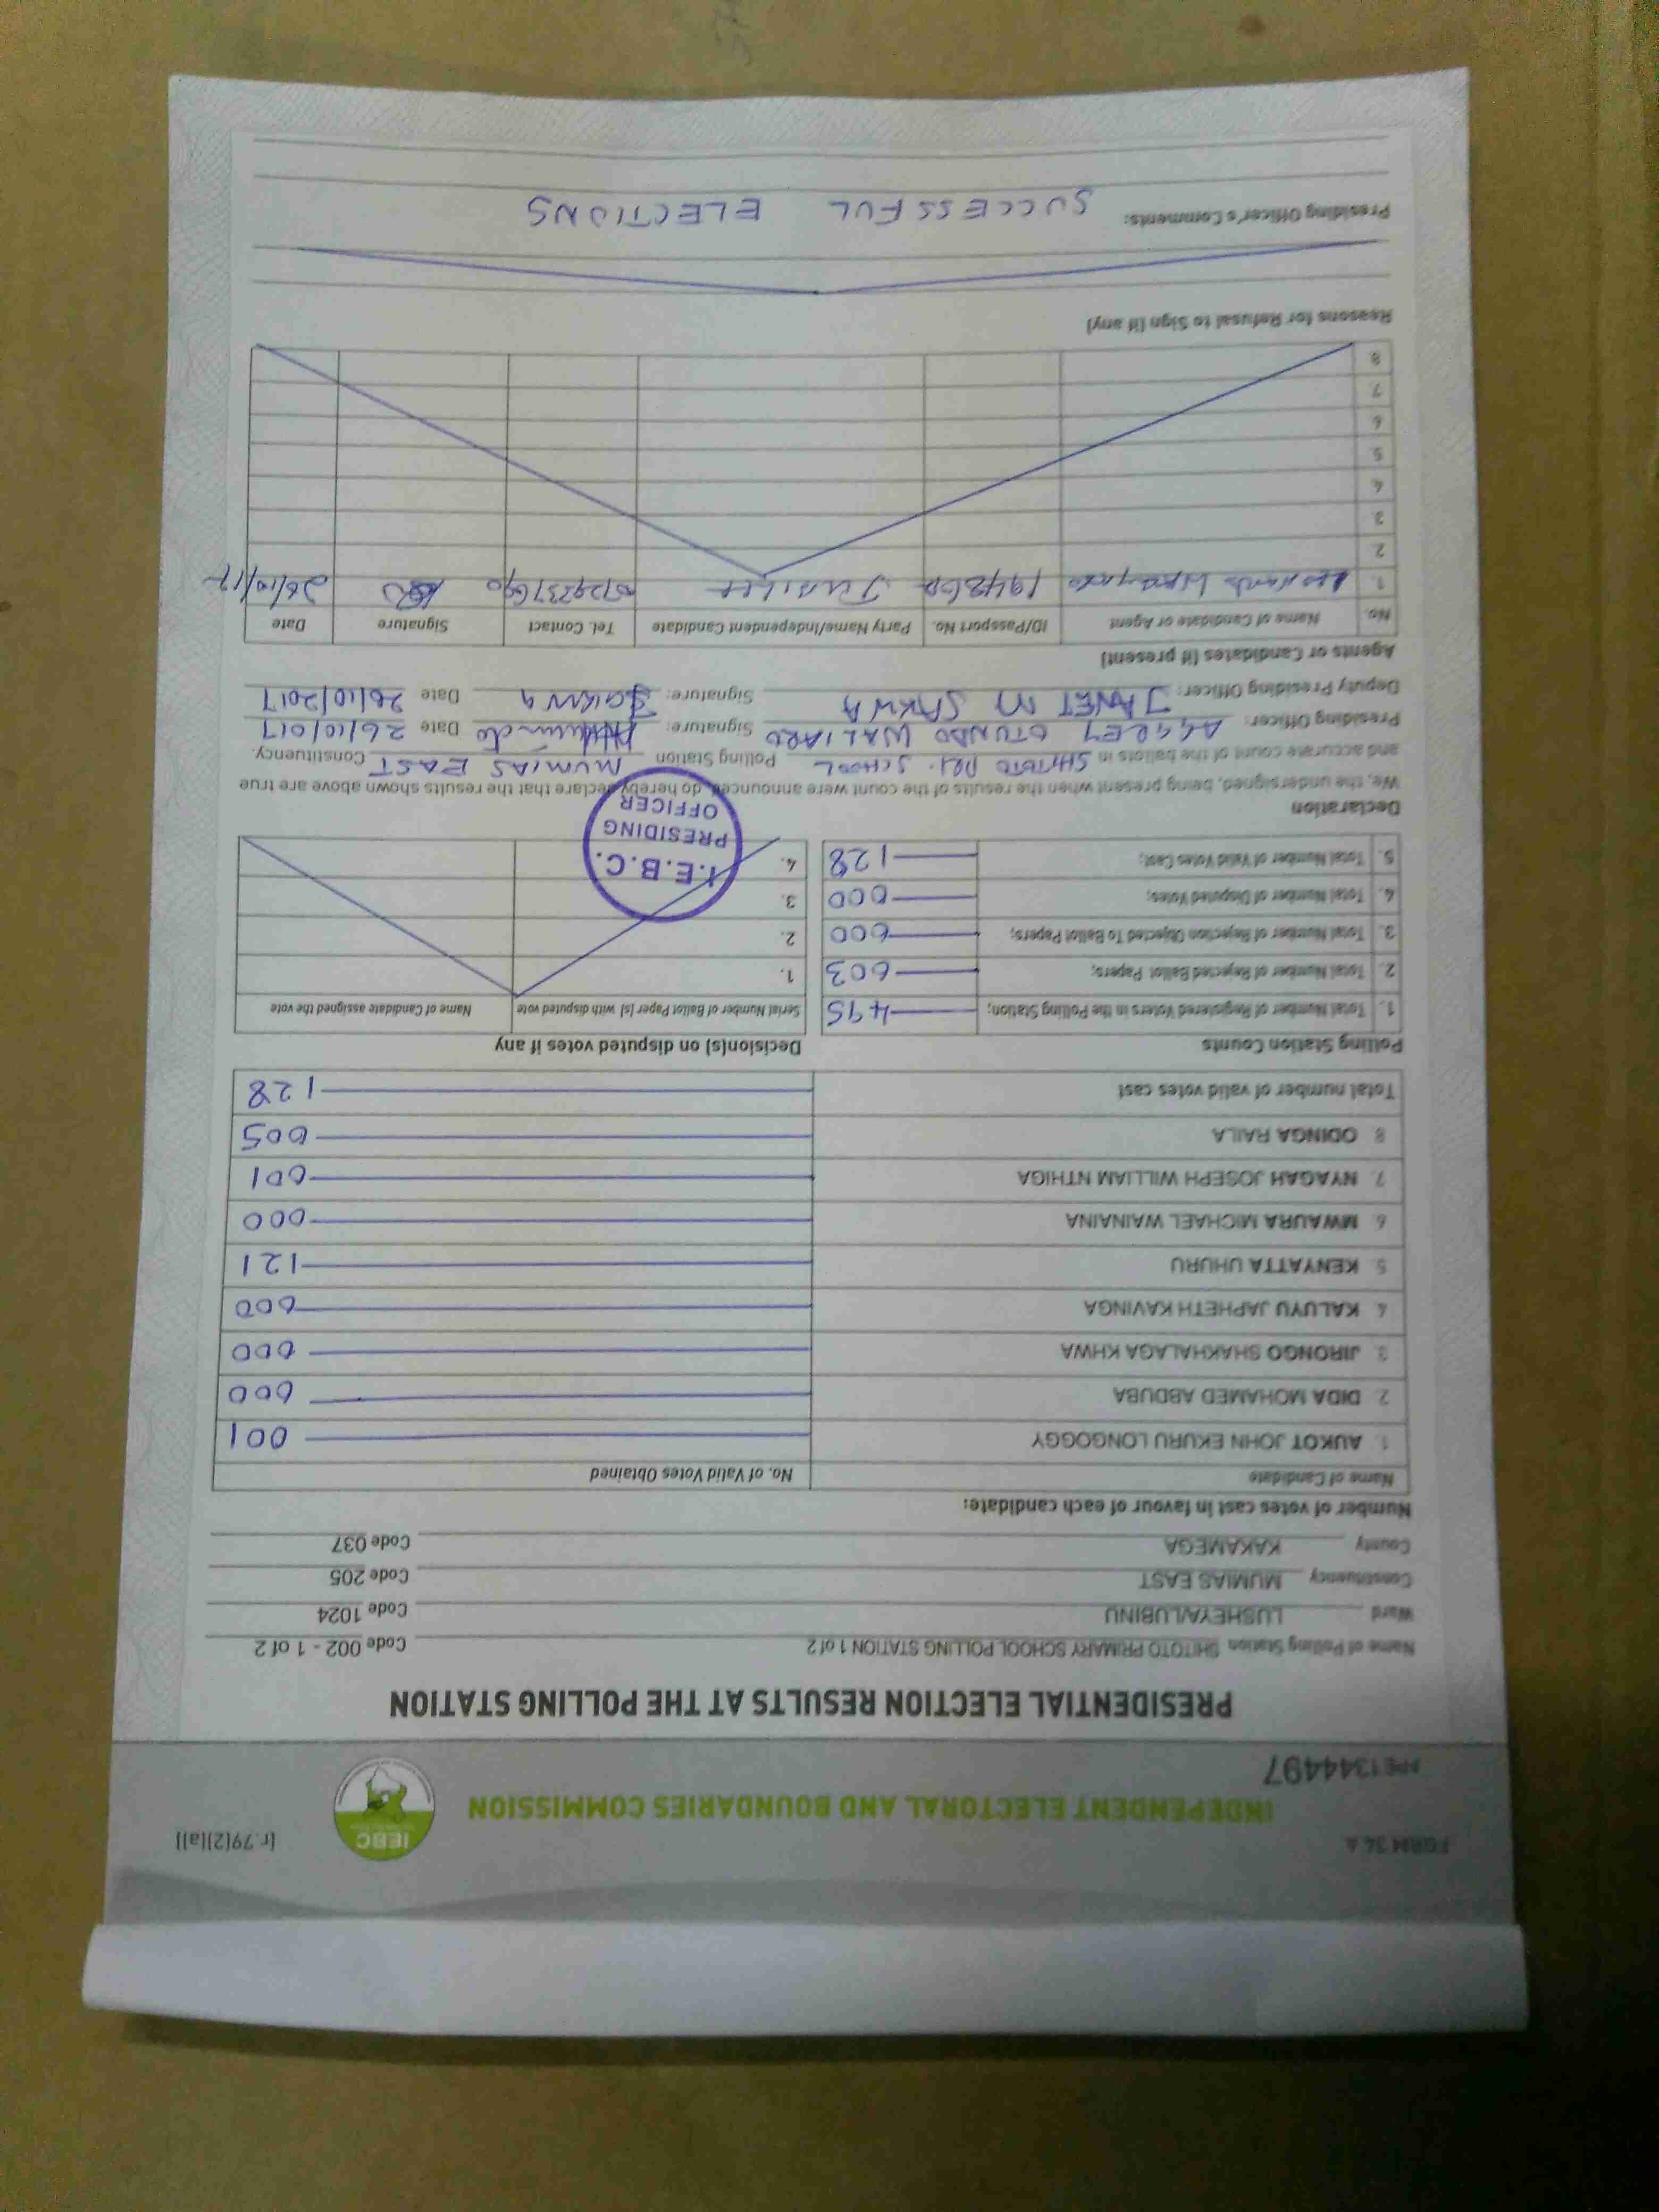 FORM 34 A
(r.79(2)(a))
INDEPENDENT ELECTORAL AND BOUNDARIES COMMISSION
IEBC
PRE 1344497
PRESIDENTIAL ELECTION RESULTS AT THE POLLING STATION
Name of Polling Station SHITOTO PRIMARY SCHOOL POLLING STATION 1 of 2 Code 002 - 1 of 2
Ward LUSHEYA/LUBINU Code 1024
Constituency MUMIAS EAST Code 205
County KAKAMEGA Code 037
Number of votes cast in favour of each candidate:
Name of Candidate No. of Valid Votes Obtained
1. AUKOT JOHN EKURU LONGOGGY 001
2. DIDA MOHAMED ABDUBA 000
3. JIRONGO SHAKHALAGA KHWA 000
4. KALUYU JAPHETH KAVINGA 000
5. KENYATTA UHURU 121
6. MWAURA MICHAEL WAINAINA 000
7. NYAGAH JOSEPH WILLIAM NTHIGA 001
8. ODINGA RAILA 005
Total number of valid votes cast 128
Polling Station Counts
1. Total Number of Registered Voters in the Polling Station; 495
2. Total Number of Rejected Ballot Papers; 003
3. Total Number of Rejection Objected To Ballot Papers; 000
4. Total Number of Disputed Votes; 000
5. Total Number of Valid Votes Cast; 128
Decision(s) on disputed votes if any
Serial Number of Ballot Paper (s) with disputed vote Name of Candidate assigned the vote
1.
2.
3.
4.
I.E.B.C.
PRESIDING
OFFICER
Declaration
We, the undersigned, being present when the results of the count were announced, do hereby declare that the results shown above are true
and accurate count of the ballots in SHITOTO PRI. SCHOOL Polling Station MUMIAS EAST Constituency.
Presiding Officer: AGGREY OTUNDO WALIARO Signature: Date 26/10/017
Deputy Presiding Officer: JANET M SAKWA Signature: Sakwa Date 26/10/2017
Agents or Candidates (if present)
No. Name of Candidate or Agent ID/Passport No. Party Name/Independent Candidate Tel. Contact Signature Date
1. Jubilee 26/10/17
2
3
4
5
6
7
8
Reasons for Refusal to Sign (if any)
Presiding Officer's Comments: SUCCESSFUL ELECTIONS